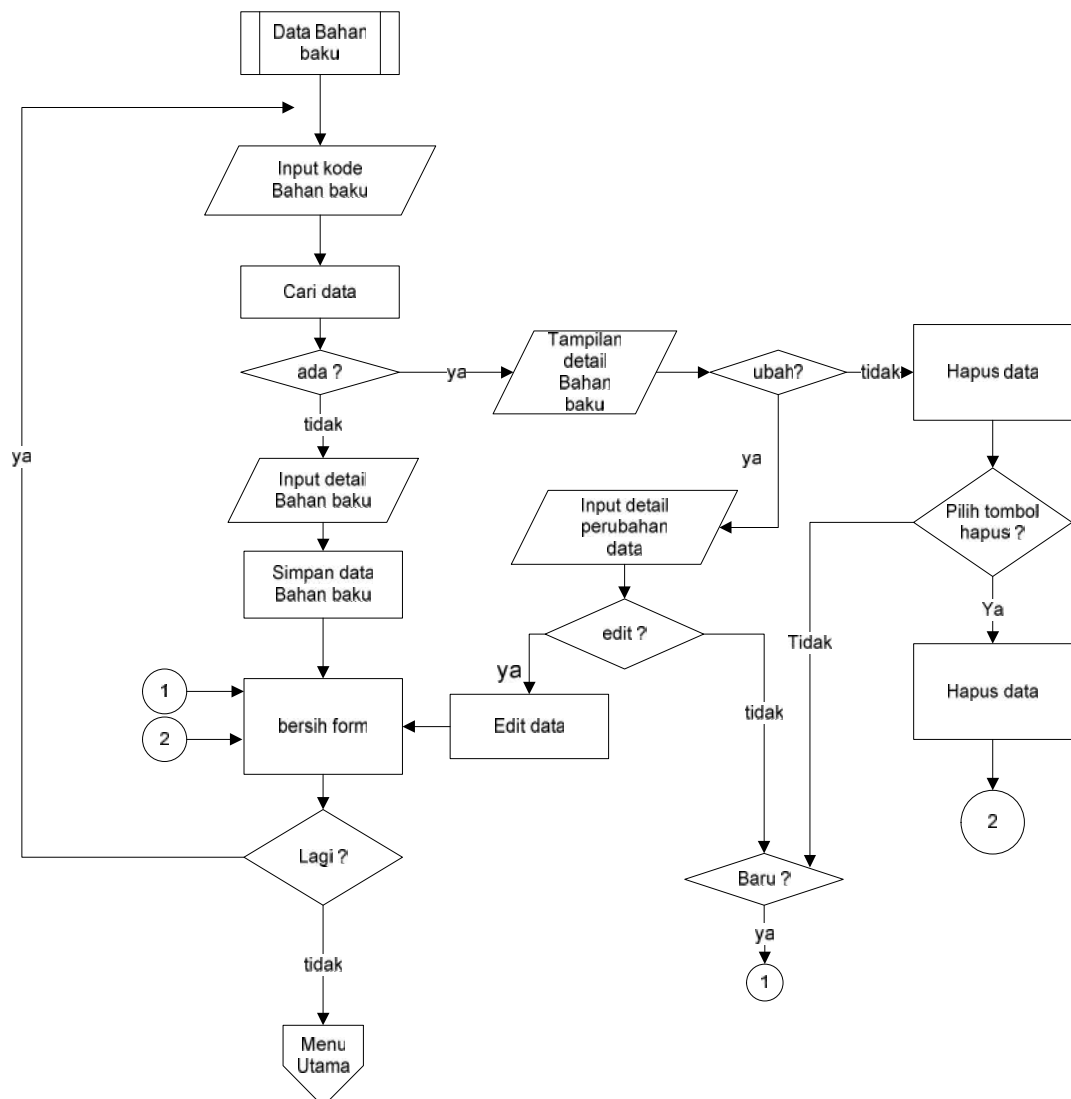 Data Bahan
baku
Input kode
Bahan baku
Cari data
ada ?
ya
Tampilan
detail
Bahan
baku
ubah?
tidak
Hapus data
tidak
ya
ya
Input detail
Bahan baku
Input detail
perubahan
data
Pilih tombol
hapus ?
Simpan data
Bahan baku
Ya
edit ?
Tidak
ya
1
2
bersih form
Edit data
tidak
Hapus data
2
Lagi ?
Baru ?
ya
1
tidak
Menu
Utama